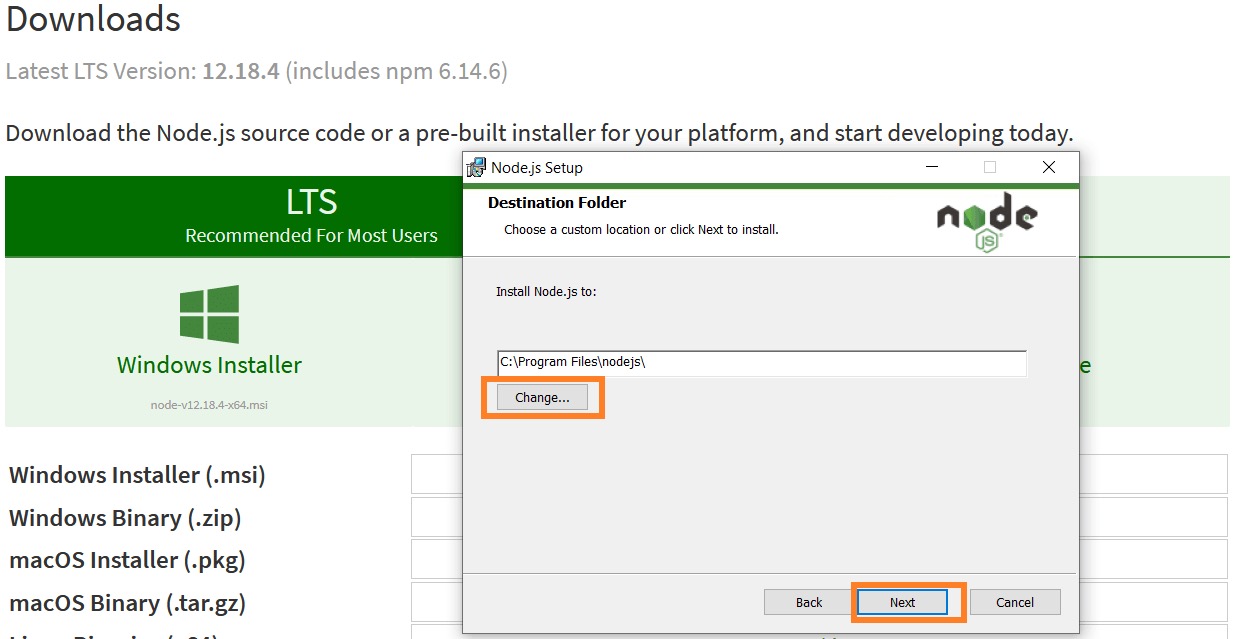 Downloads
Latest LTS Version: 12.18.4 (includes npm 6.14.6)
Download the Node.js source code or a pre-built installer for your platform, and start developing today.
LTS
Recommended For Most Users
Windows Installer
node-v12.18.4-x64.msi
e
Windows Installer (.msi)
Windows Binary (.zip)
macOS Installer (.pkg)
macOS Binary (.tar.gz)
Node.js Setup
Destination Folder
Choose a custom location or click Next to install.
node
JS
Install Node.js to:
C:\Program Files\nodejs\
Change...
Back Next Cancel